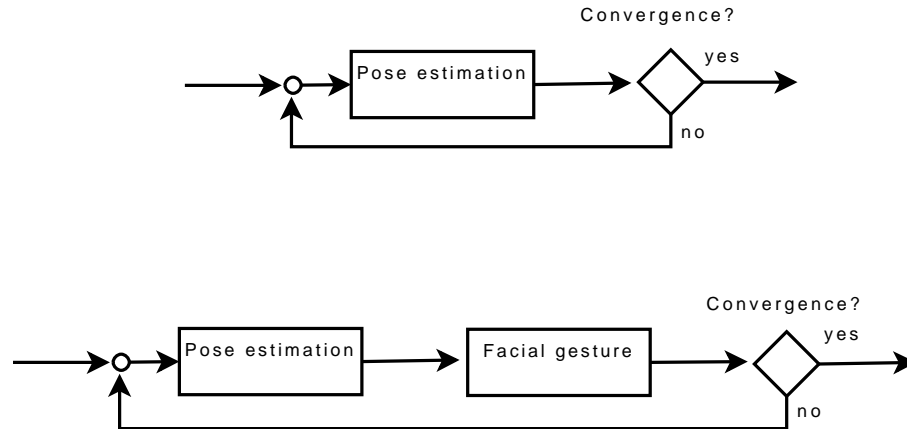 Convergence?
yes
Pose estimation
no
Convergence?
yes
Pose estimation
Facial gesture
no